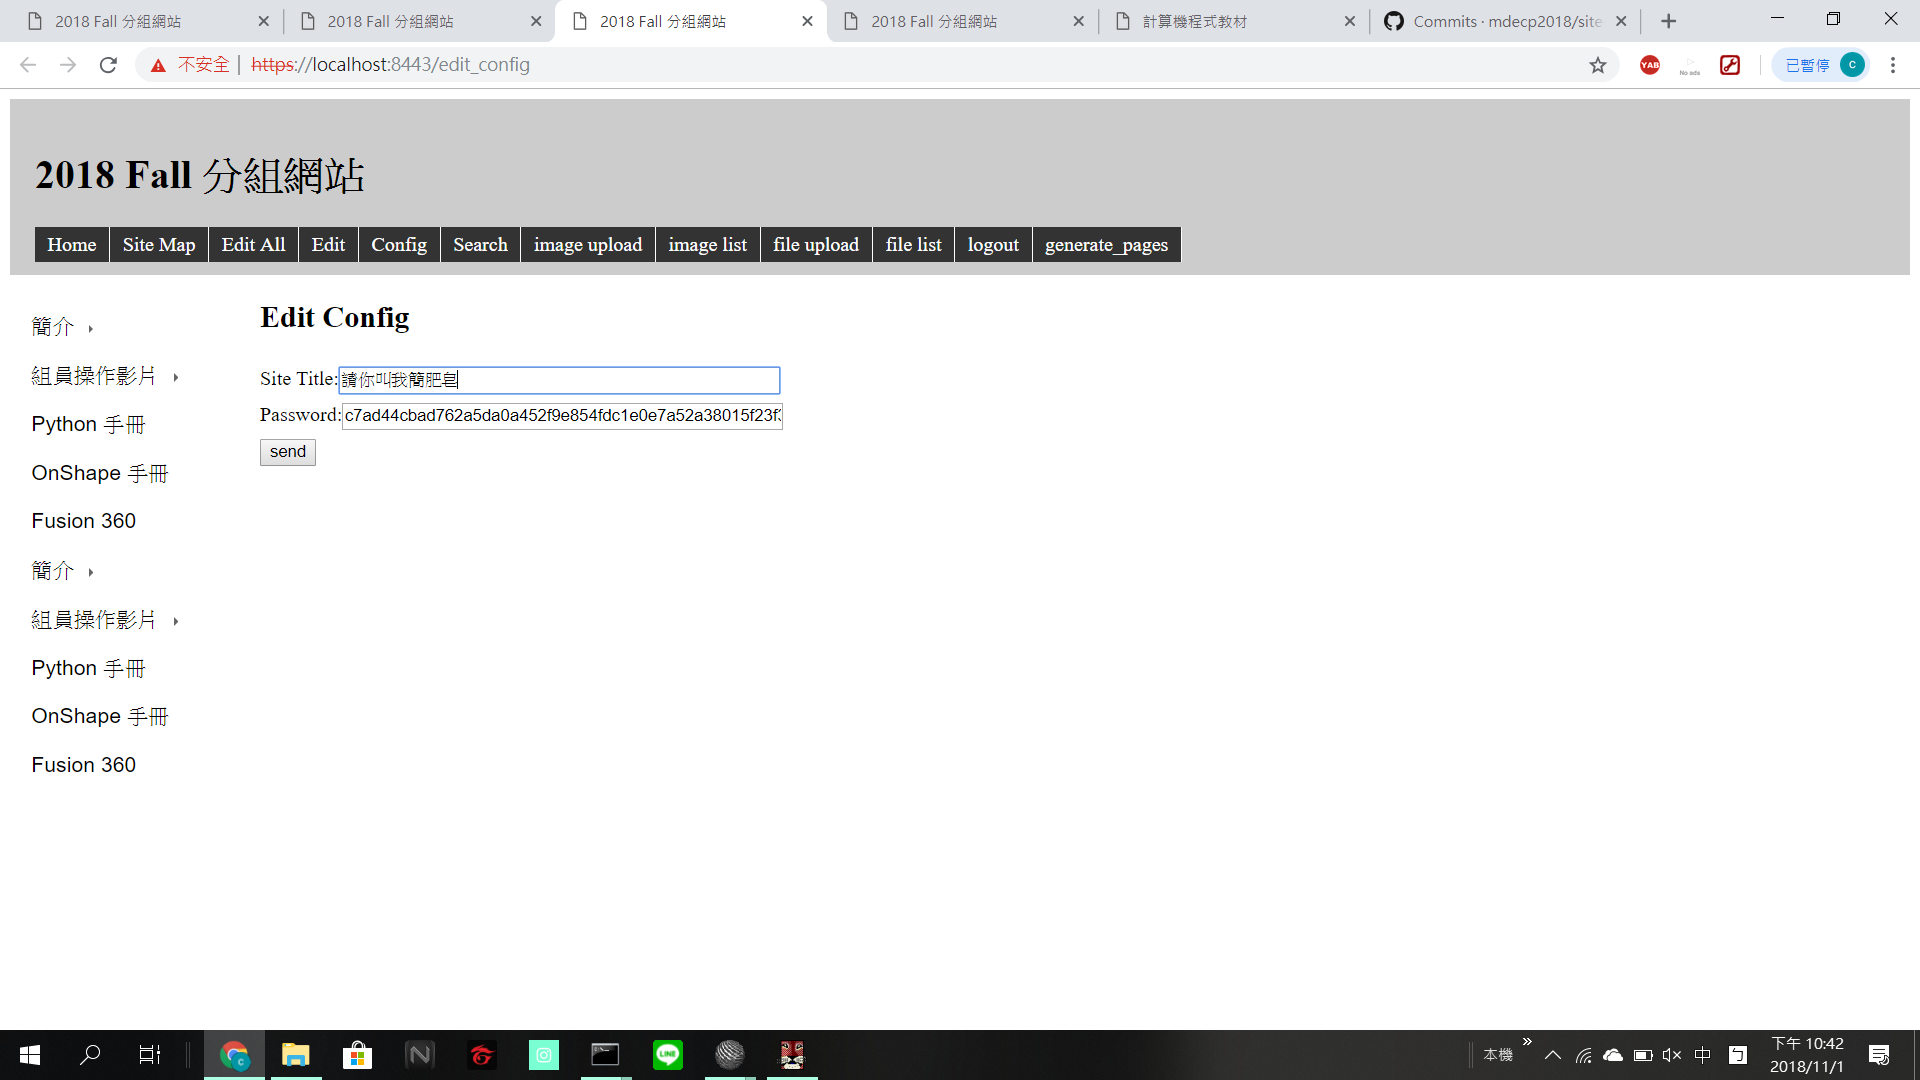 2018 Fall 分組網站
2018 Fall 分組網站
2018 Fall 分組網站
2018 Fall 分組網站
計算機程式教材
Commits · mdecp2018/site
不安全 | https://localhost:8443/edit_config
YAB
No ads
已暫停
C
2018 Fall 分組網站
Home
Site Map
Edit All
Edit
Config
Search
image upload
image list
file upload
file list
logout
generate_pages
簡介
組員操作影片
Python 手冊
OnShape 手冊
Fusion 360
簡介
組員操作影片
Python 手冊
OnShape 手冊
Fusion 360
Edit Config
Site Title:請你叫我簡肥皂
Password:c7ad44cbad762a5da0a452f9e854fdc1e0e7a52a38015f23f3
send
LINE
本機
中
下午 10:42
2018/11/1